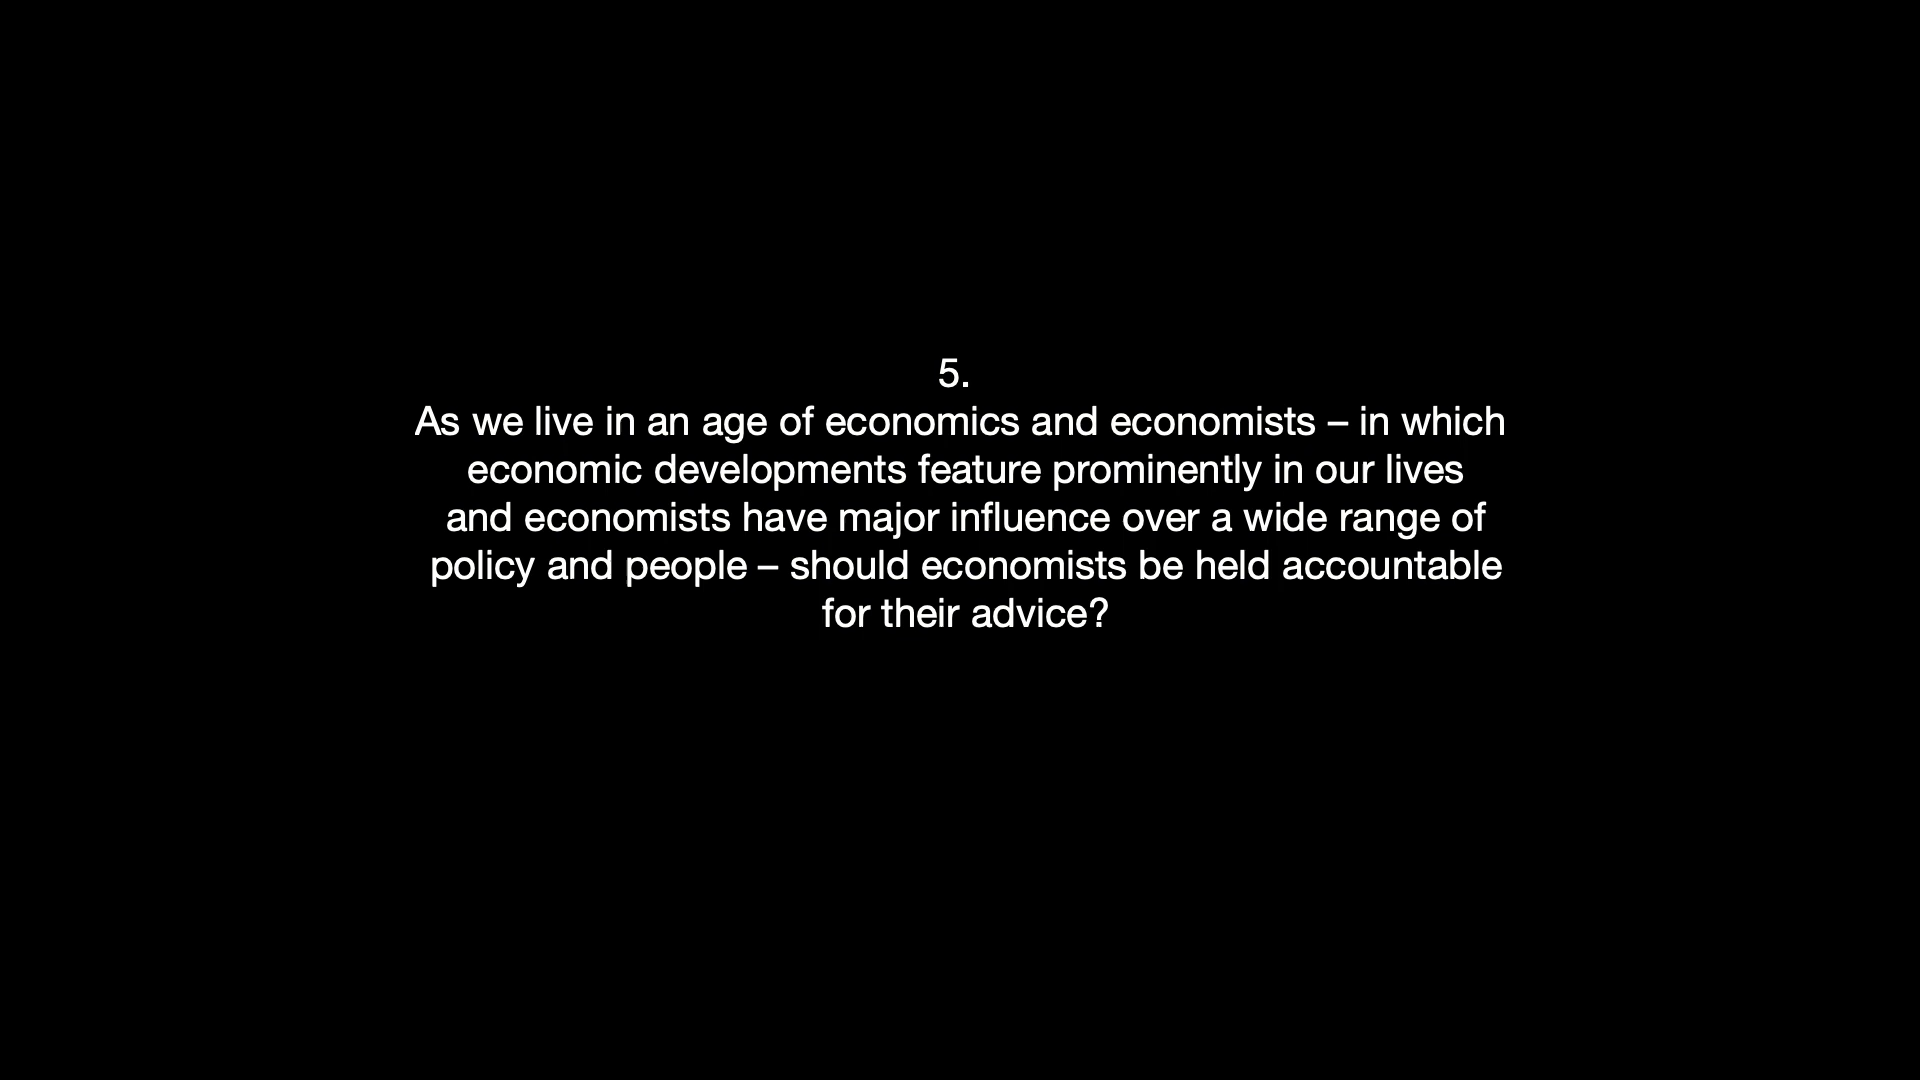 5.
As we live in an age of economics and economists – in which
economic developments feature prominently in our lives
and economists have major influence over a wide range of
policy and people – should economists be held accountable
for their advice?